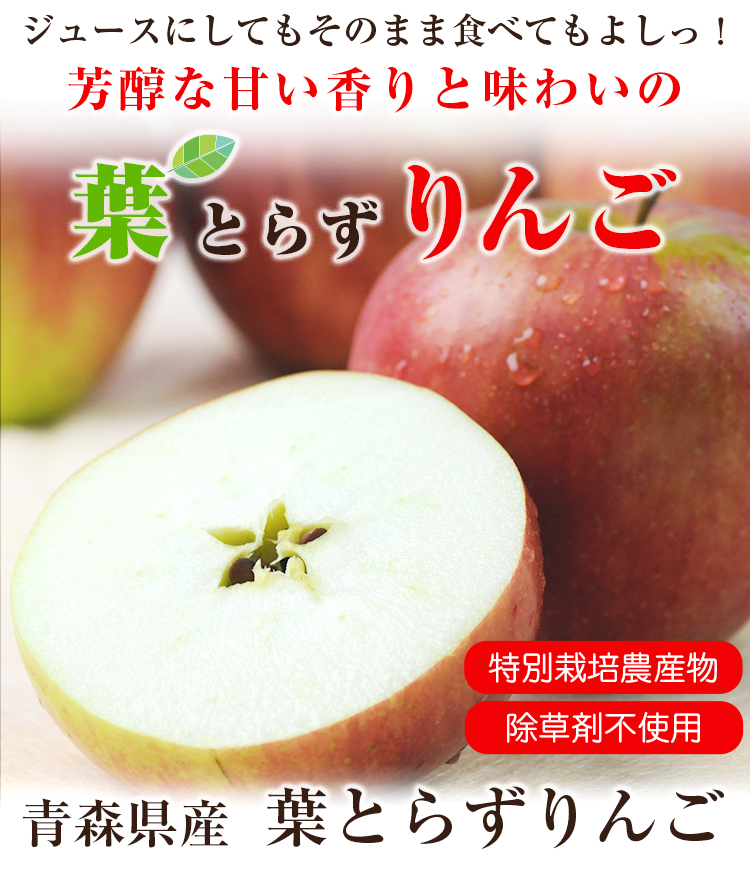 ジュースにしてもそのまま食べてもよしっ！
芳醇な甘い香りと味わいの
葉とらずりんご
特別栽培農産物
除草剤不使用
青森県産 葉とらずりんご